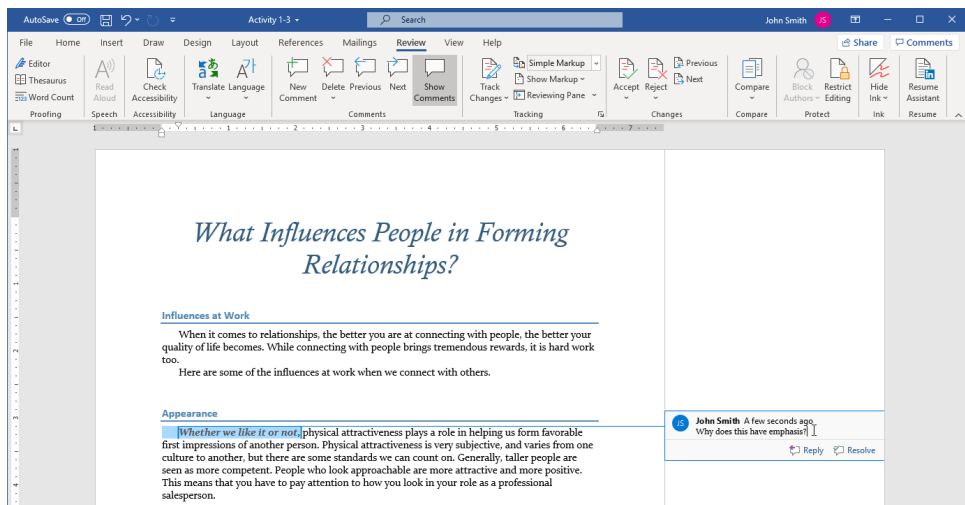 AutoSave Off Activity 1-3 Search John Smith JS
File Home Insert Draw Design Layout References Mailings Review View Help Share Comments
Editor
Thesaurus
Word Count
Proofing
Read Aloud
Speech
Check Accessibility
Accessibility
Translate Language
Language
New Comment Delete Previous Next Show Comments
Comments
Track Changes
Simple Markup
Show Markup
Reviewing Pane
Tracking
Accept Reject
Previous
Next
Changes
Compare
Compare
Block Authors Restrict Editing
Protect
Hide Ink
Ink
Resume Assistant
Resume
1 1 2 3 4 5 6 7
What Influences People in Forming
Relationships?
Influences at Work
When it comes to relationships, the better you are at connecting with people, the better your
quality of life becomes. While connecting with people brings tremendous rewards, it is hard work
too.
Here are some of the influences at work when we connect with others.
Appearance
Whether we like it or not, physical attractiveness plays a role in helping us form favorable
first impressions of another person. Physical attractiveness is very subjective, and varies from one
culture to another, but there are some standards we can count on. Generally, taller people are
seen as more competent. People who look approachable are more attractive and more positive.
This means that you have to pay attention to how you look in your role as a professional
salesperson.
JS John Smith A few seconds ago
Why does this have emphasis?
Reply Resolve